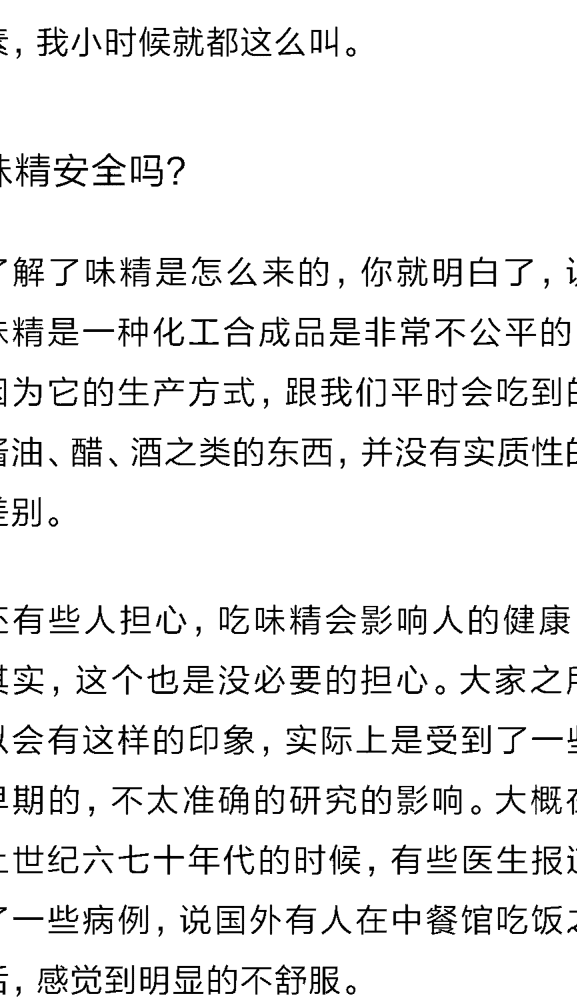 素，我小时候就都这么叫。
味精安全吗？
了解了味精是怎么来的，你就明白了，说
味精是一种化工合成品是非常不公平的
因为它的生产方式，跟我们平时会吃到的
酱油、醋、酒之类的东西，并没有实质性的
差别。
还有些人担心，吃味精会影响人的健康
其实，这个也是没必要的担心。大家之所
以会有这样的印象，实际上是受到了一些
早期的，不太准确的研究的影响。大概在
上世纪六七十年代的时候，有些医生报道
了一些病例，说国外有人在中餐馆吃饭之
后，感觉到明显的不舒服。